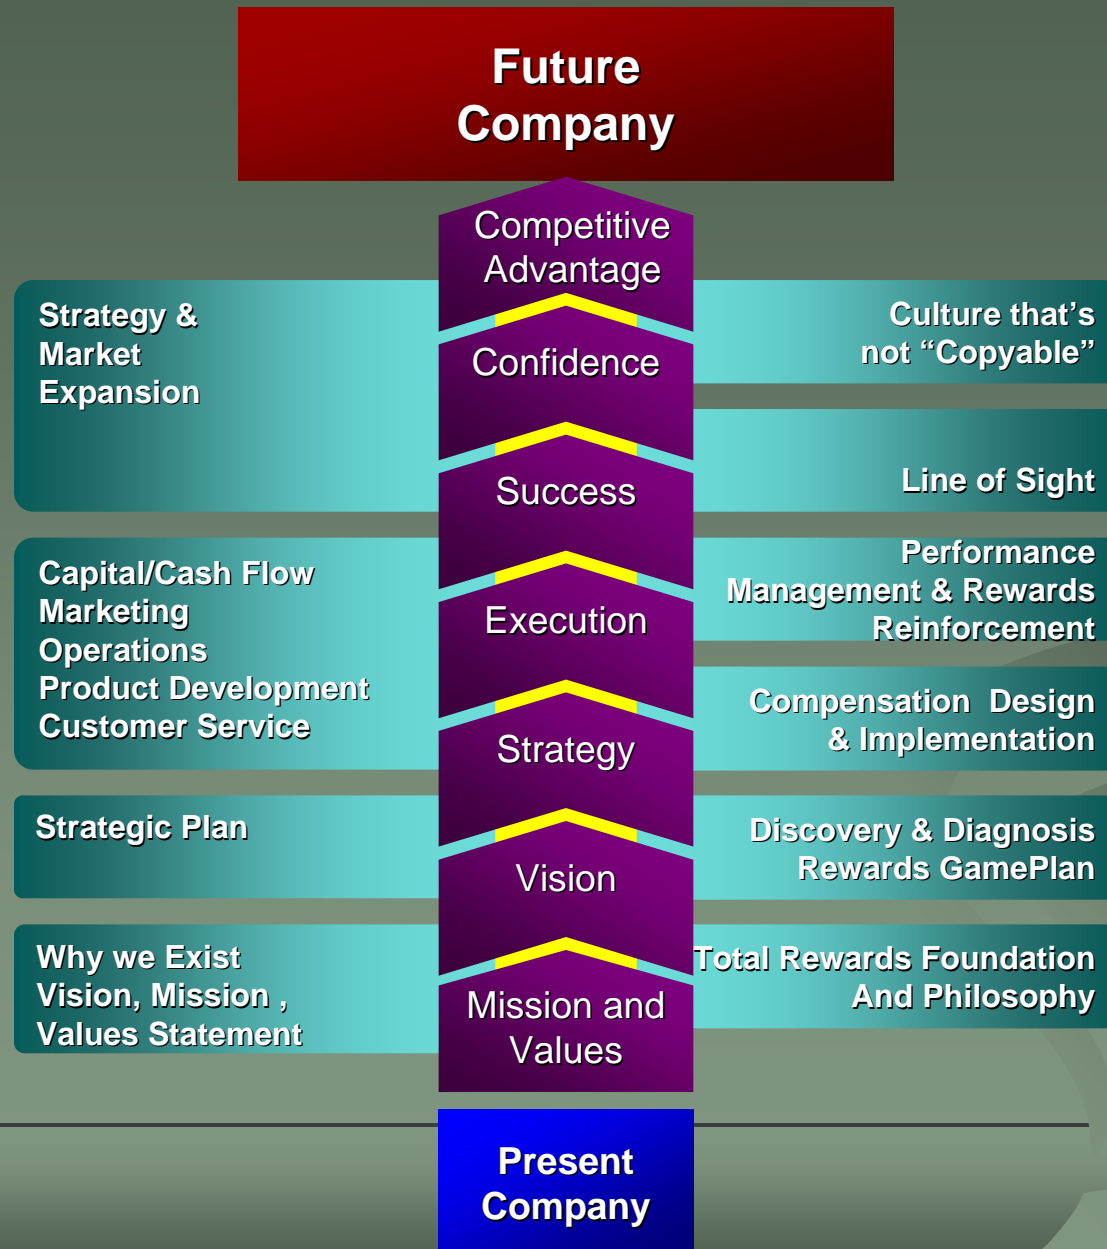 Future
Company
Competitive
Advantage
Strategy &
Market
Expansion
Culture that’s
not “Copyable”
Confidence
Line of Sight
Success
Capital/Cash Flow
Marketing
Operations
Product Development
Customer Service
Performance
Management & Rewards
Reinforcement
Execution
Compensation Design
& Implementation
Strategy
Strategic Plan
Discovery & Diagnosis
Rewards GamePlan
Vision
Why we Exist
Vision, Mission ,
Values Statement
Total Rewards Foundation
And Philosophy
Mission and
Values
Present
Company